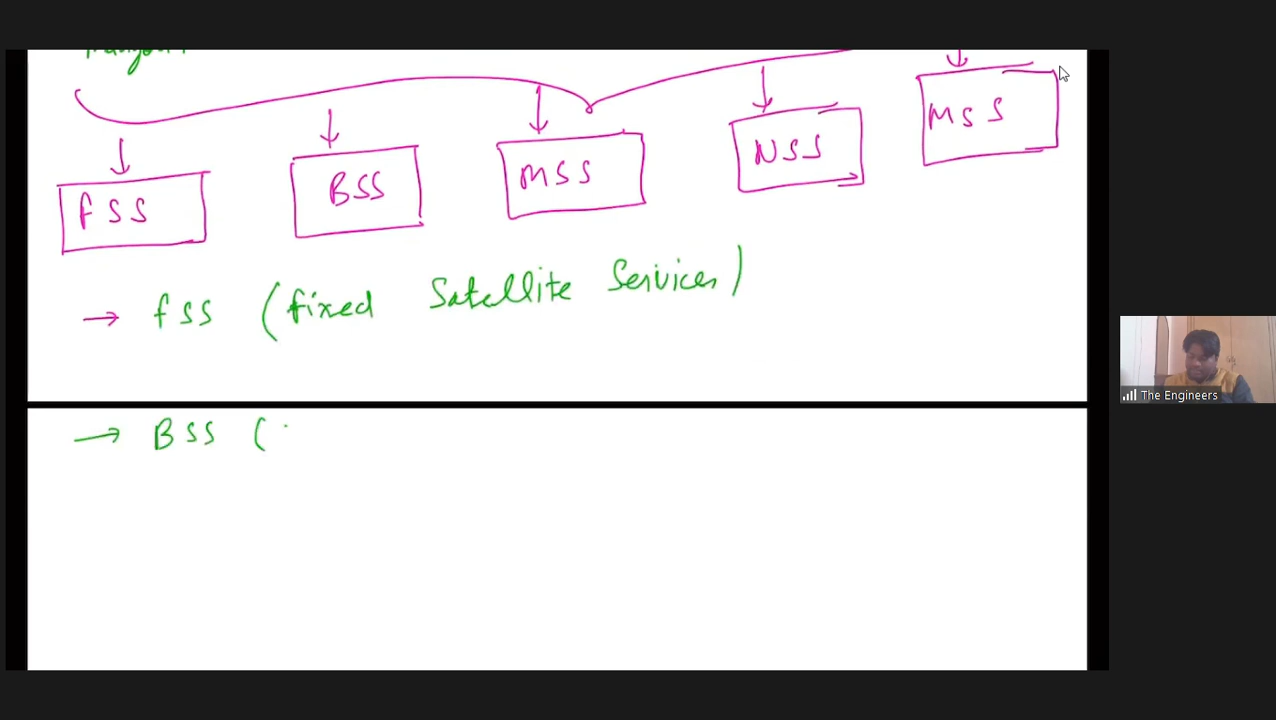 FSS BSS MSS NSS MSS
→ FSS (fixed Satellite Services)
→ BSS (
The Engineers